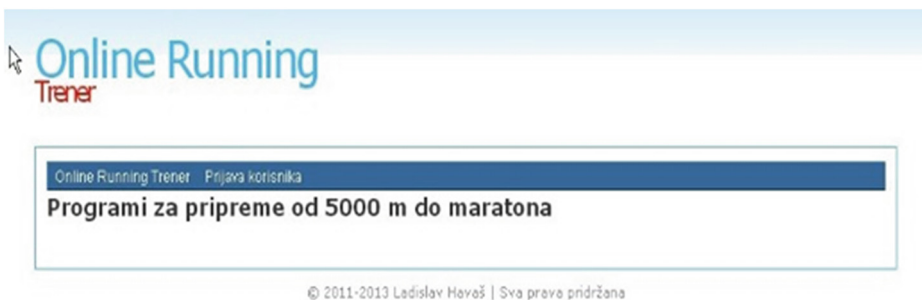 Online Running
Trener
Online Running Trener Prijava korisnika
Programi za pripreme od 5000 m do maratona
© 2011-2013 Ladislav Havaš | Sva prava pridržana